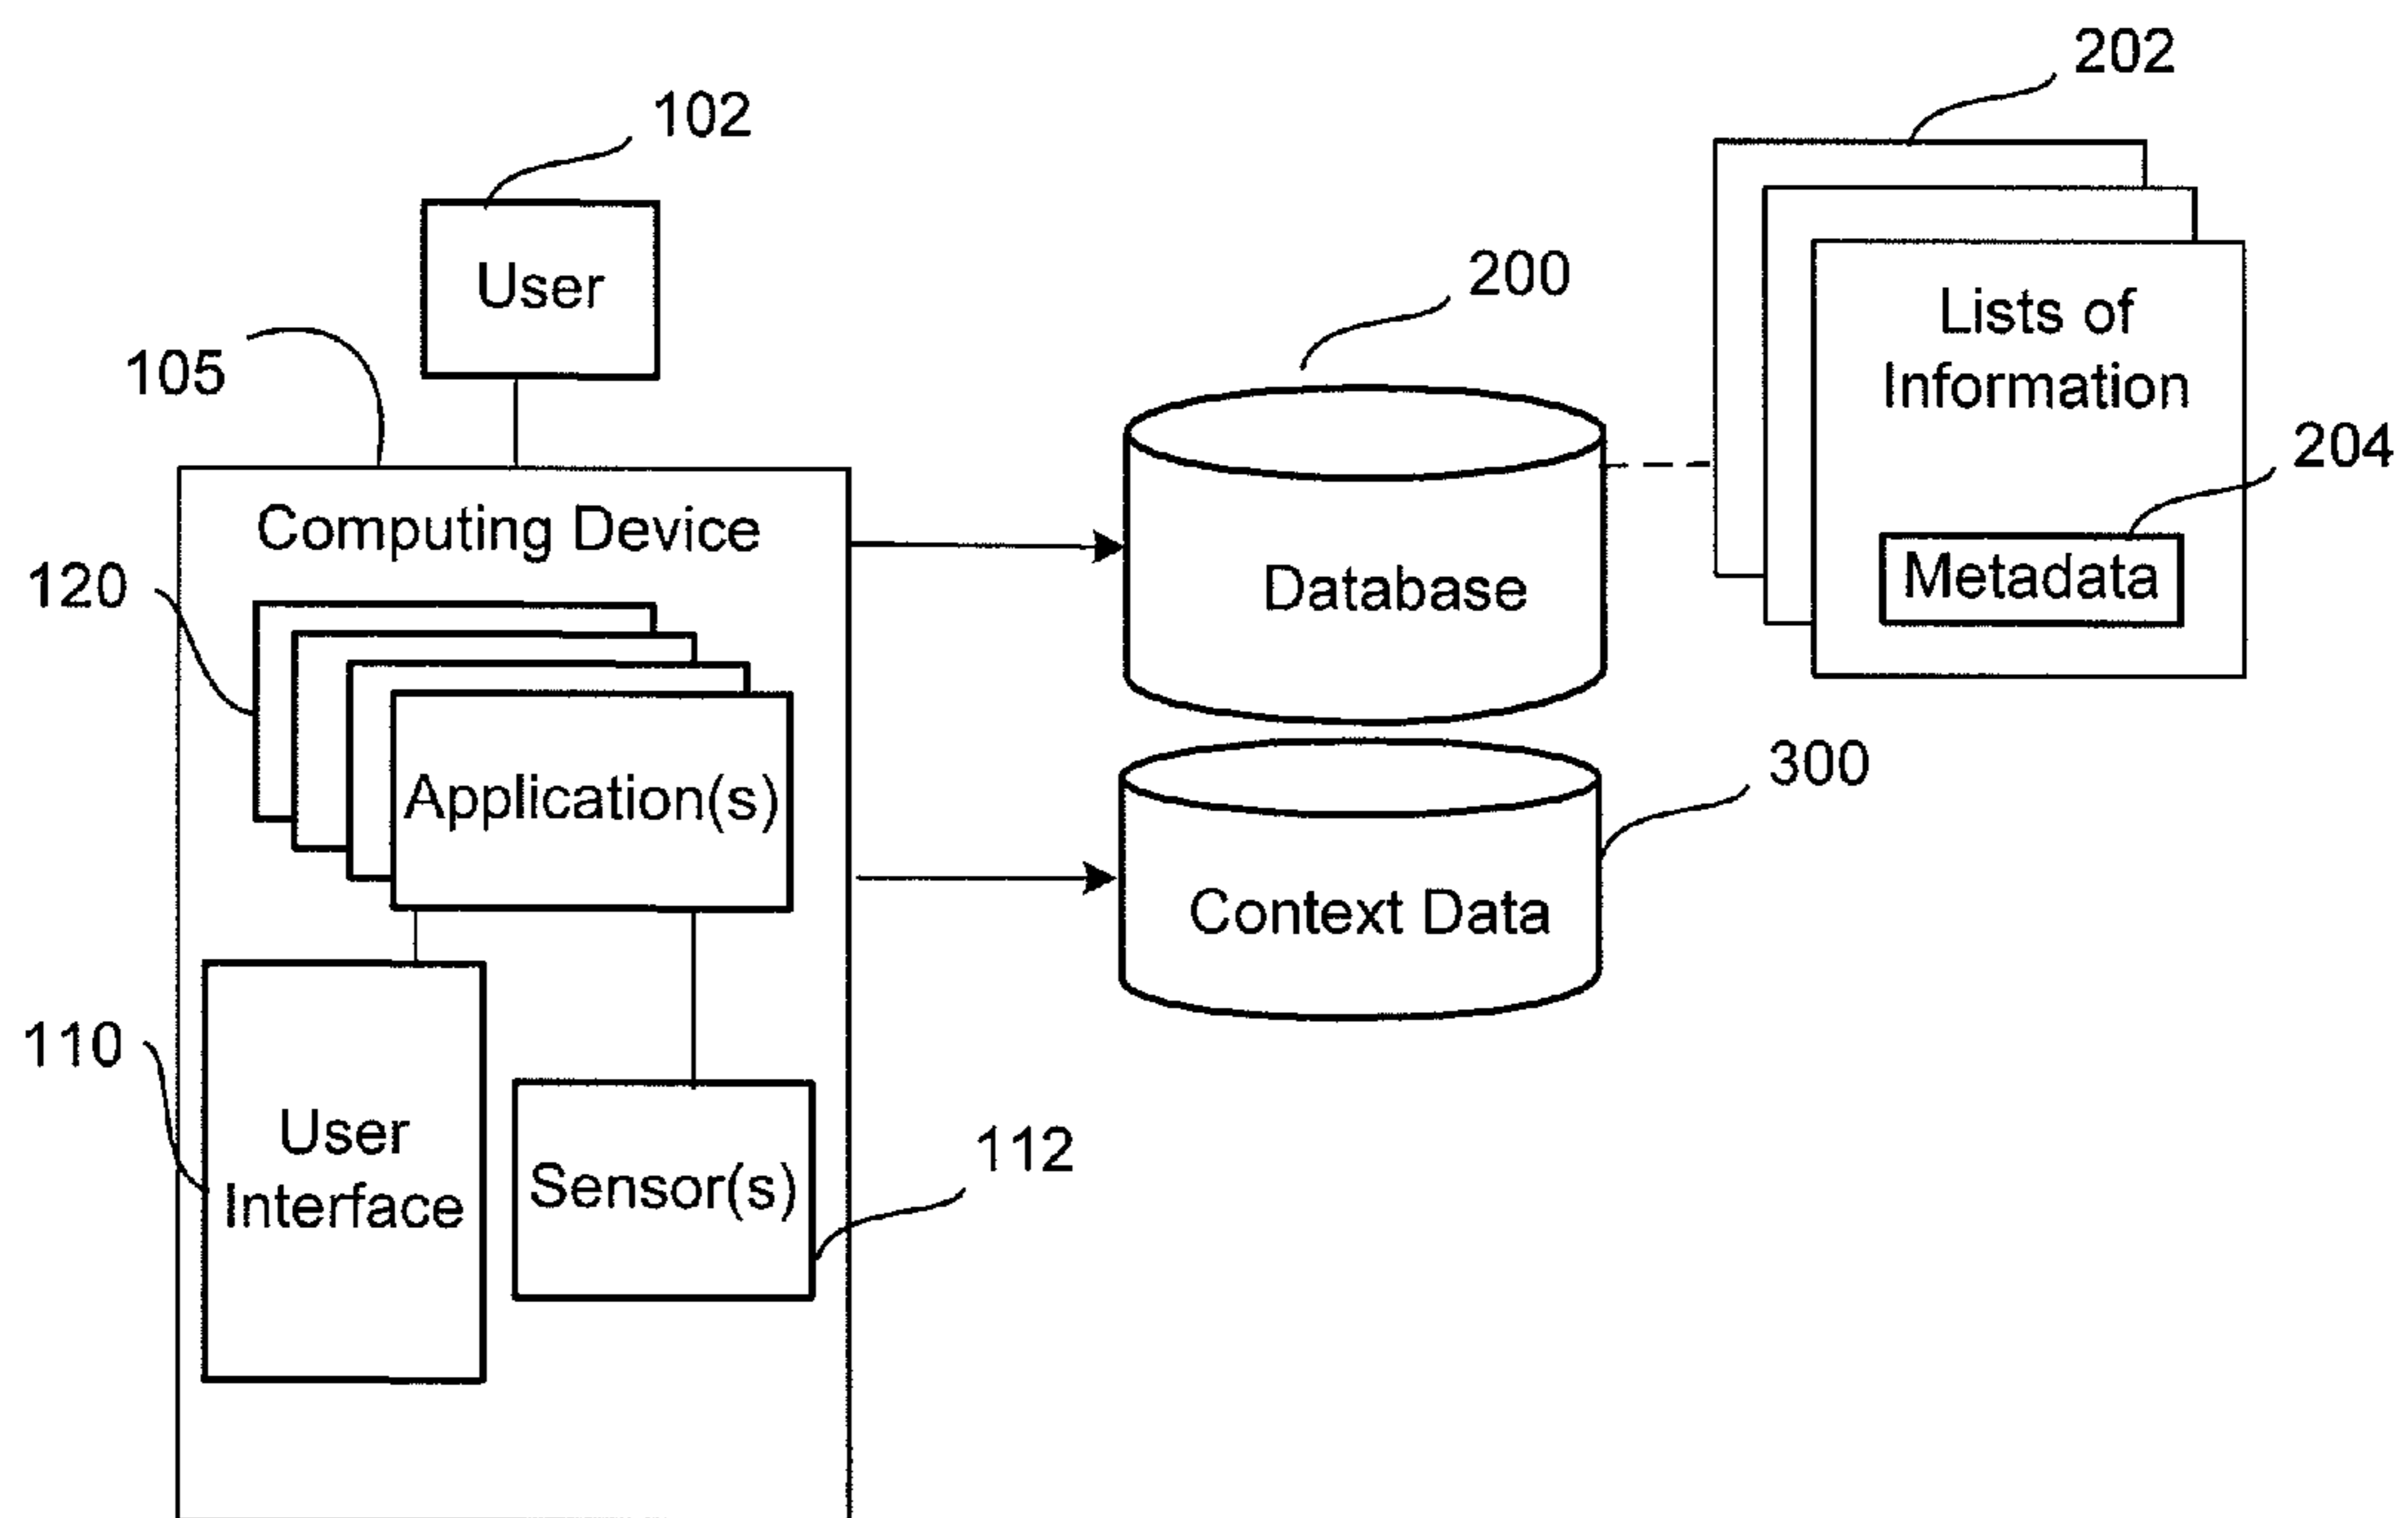 202
102
User
200
Lists of
Information
105
204
Metadata
Computing Device
120
Database
Application(s)
300
Context Data
110
User
Interface
112
Sensor(s)